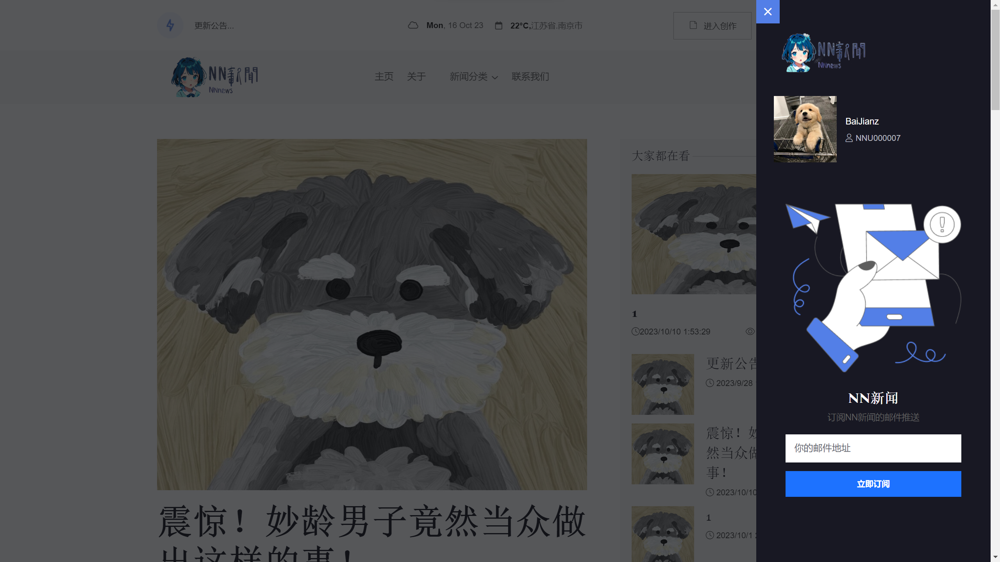 更新公告...
Mon, 16 Oct 23
22°C,江苏省.南京市
进入创作
NN新聞
NNnews
主页
关于
新闻分类
联系我们
大家都在看
1
2023/10/10 1:53:29
更新公告
2023/9/28
震惊！妙
然当众做
事！
2023/10/10
1
2023/10/1
震惊！妙龄男子竟然当众做
出这样的事！
NN新聞
NNnews
BaiJianz
NNU000007
NN新闻
订阅NN新闻的邮件推送
你的邮件地址
立即订阅